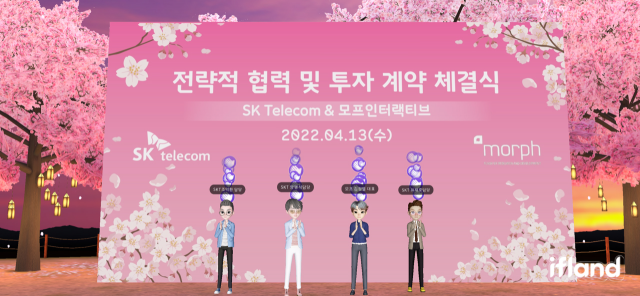 전략적 협력 및 투자 계약 체결식
SK Telecom & 모프인터랙티브
2022.04.13(수)
SK telecom
morph
ifland